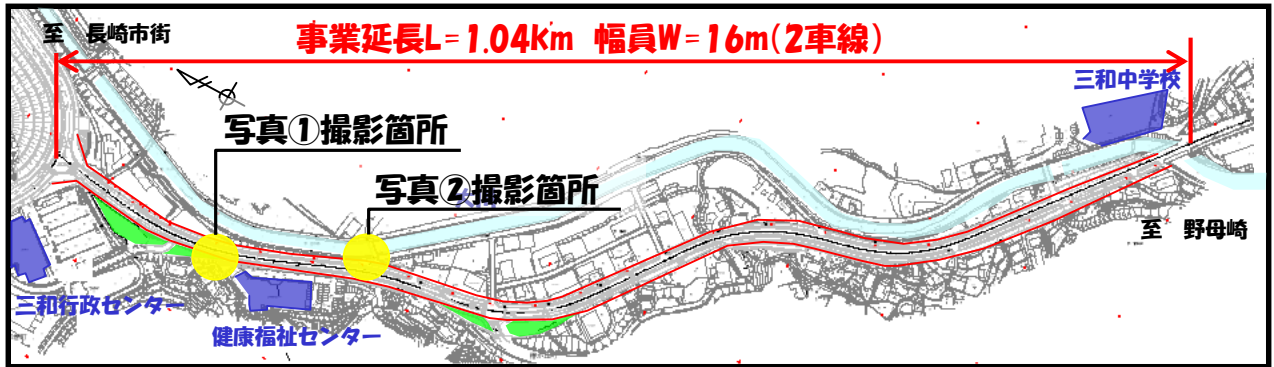 至 長崎市街
事業延長L=1.04km 幅員W=16m(2車線)
三和中学校
写真①撮影箇所
写真②撮影箇所
至 野母崎
三和行政センター
健康福祉センター